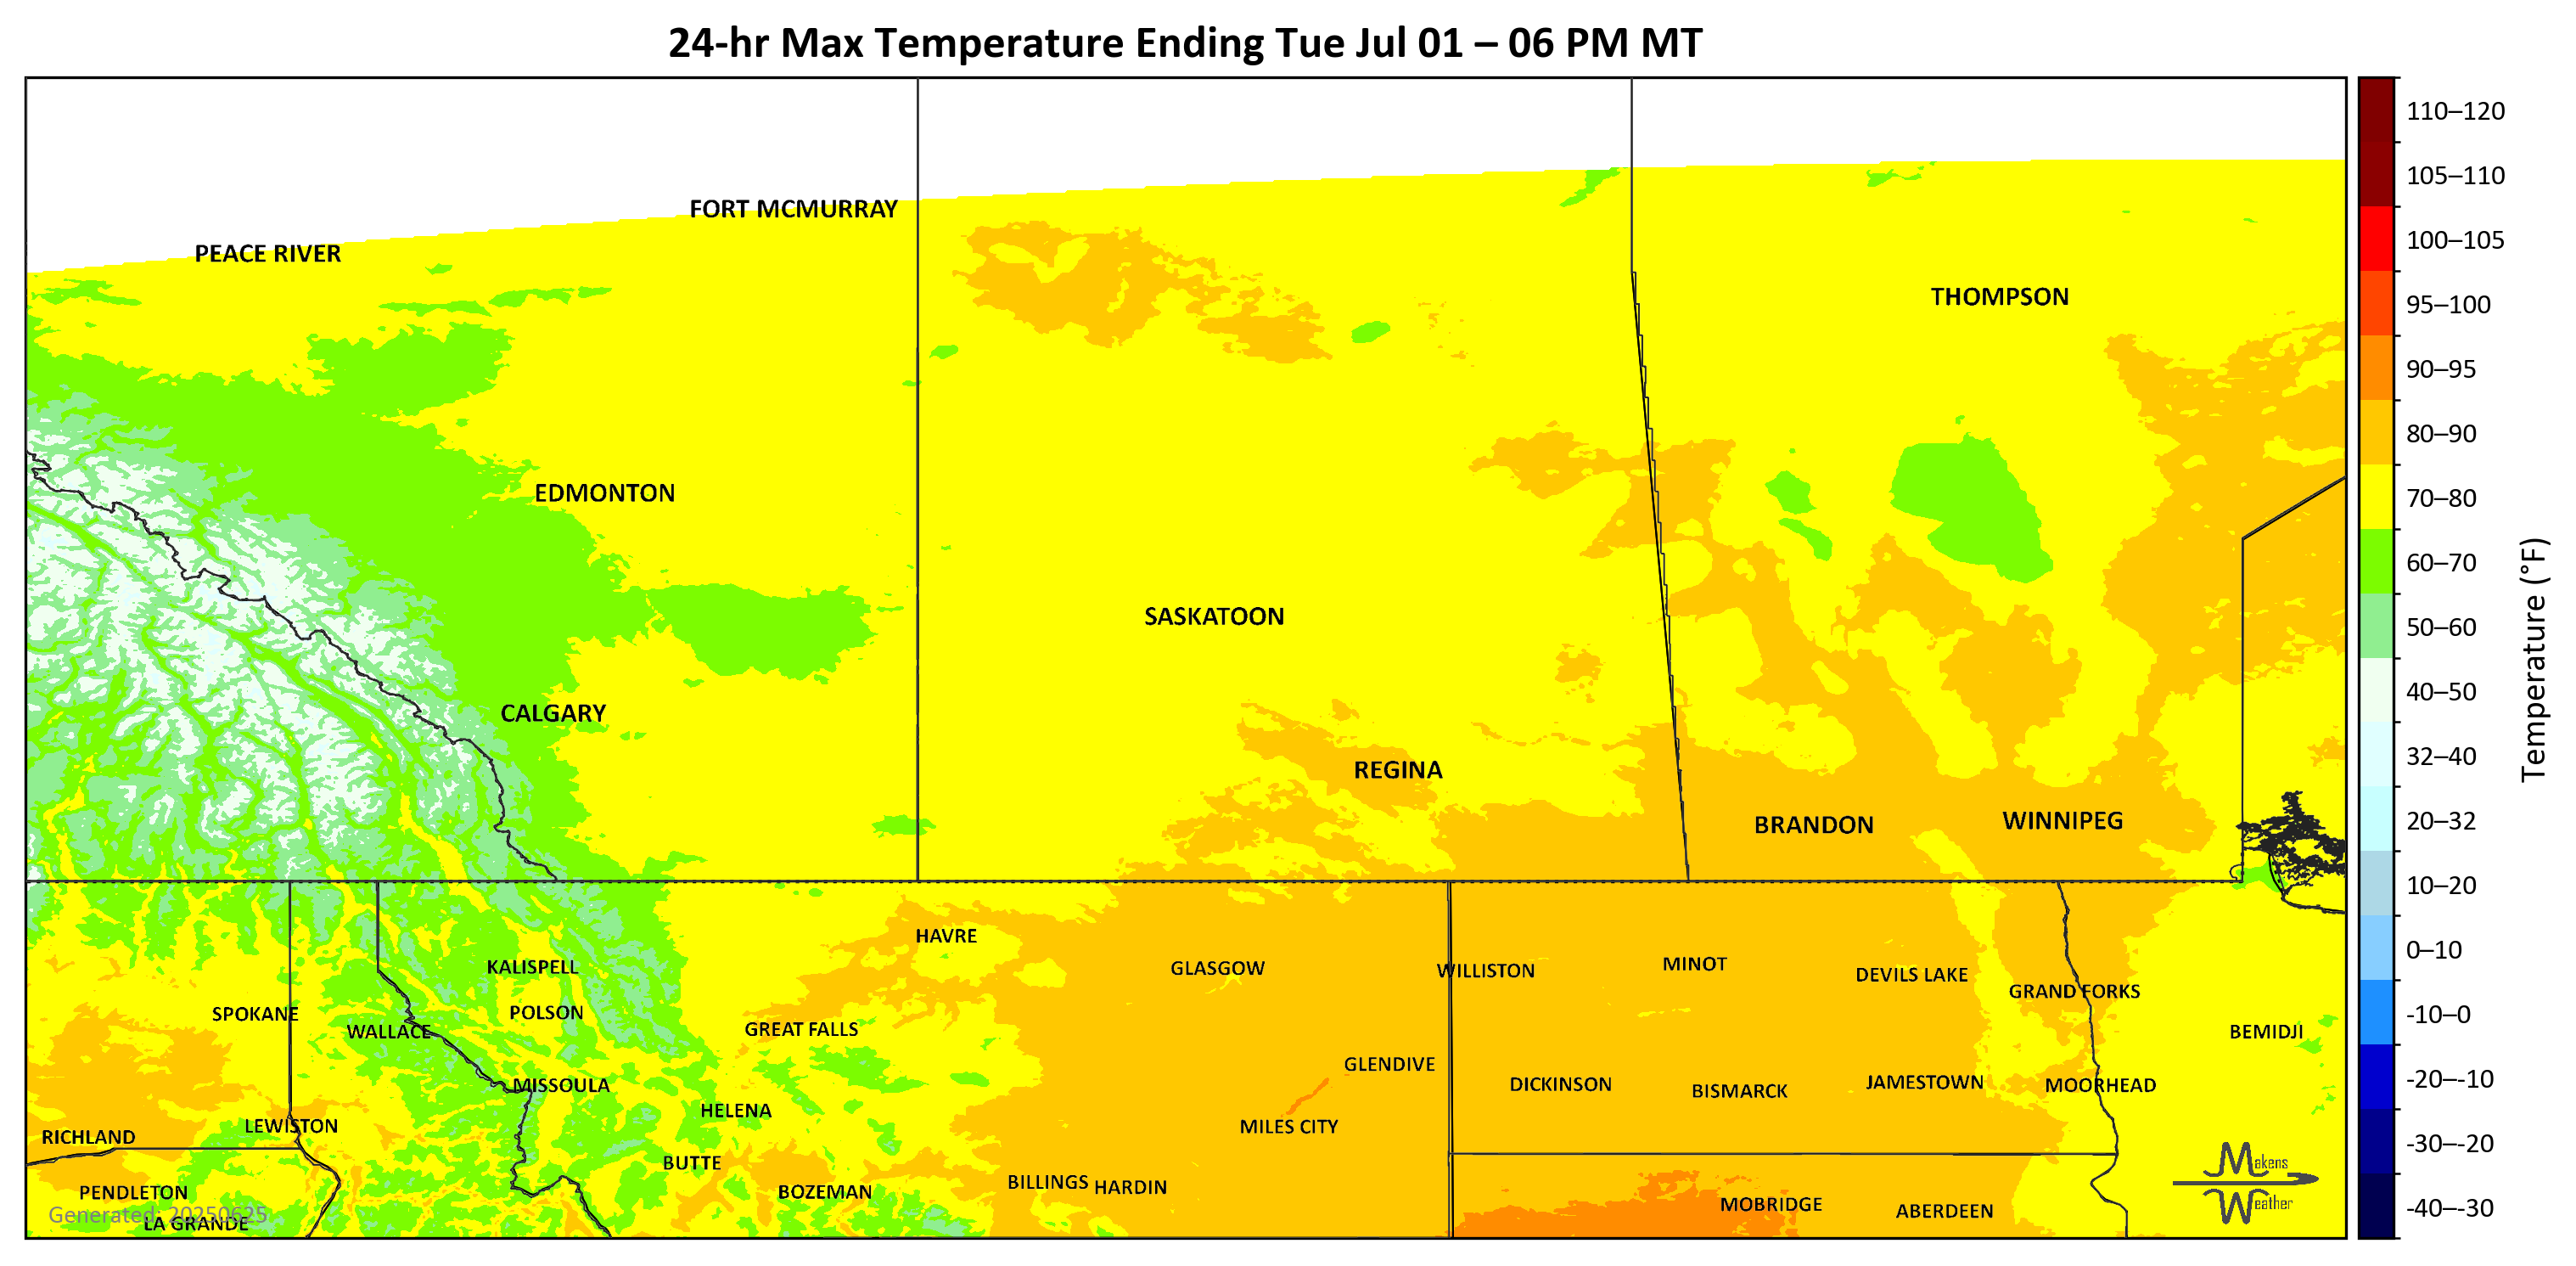 24-hr Max Temperature Ending Tue Jul 01 – 06 PM MT
FORT MCMURRAY
PEACE RIVER
THOMPSON
EDMONTON
SASKATOON
CALGARY
REGINA
BRANDON
WINNIPEG
HAVRE
KALISPELL
GLASGOW
WILLISTON
MINOT
DEVILS LAKE
GRAND FORKS
SPOKANE
POLSON
WALLACE
GREAT FALLS
BEMIDJI
GLENDIVE
MISSOULA
DICKINSON
BISMARCK
JAMESTOWN
MOORHEAD
HELENA
LEWISTON
MILES CITY
RICHLAND
BUTTE
BILLINGS
HARDIN
PENDLETON
BOZEMAN
MOBRIDGE
ABERDEEN
LA GRANDE
Generated: 20250625
Makens
Weather
110–120
105–110
100–105
95–100
90–95
80–90
70–80
60–70
50–60
40–50
32–40
20–32
10–20
0–10
-10–0
-20–-10
-30–-20
-40–-30
Temperature (°F)